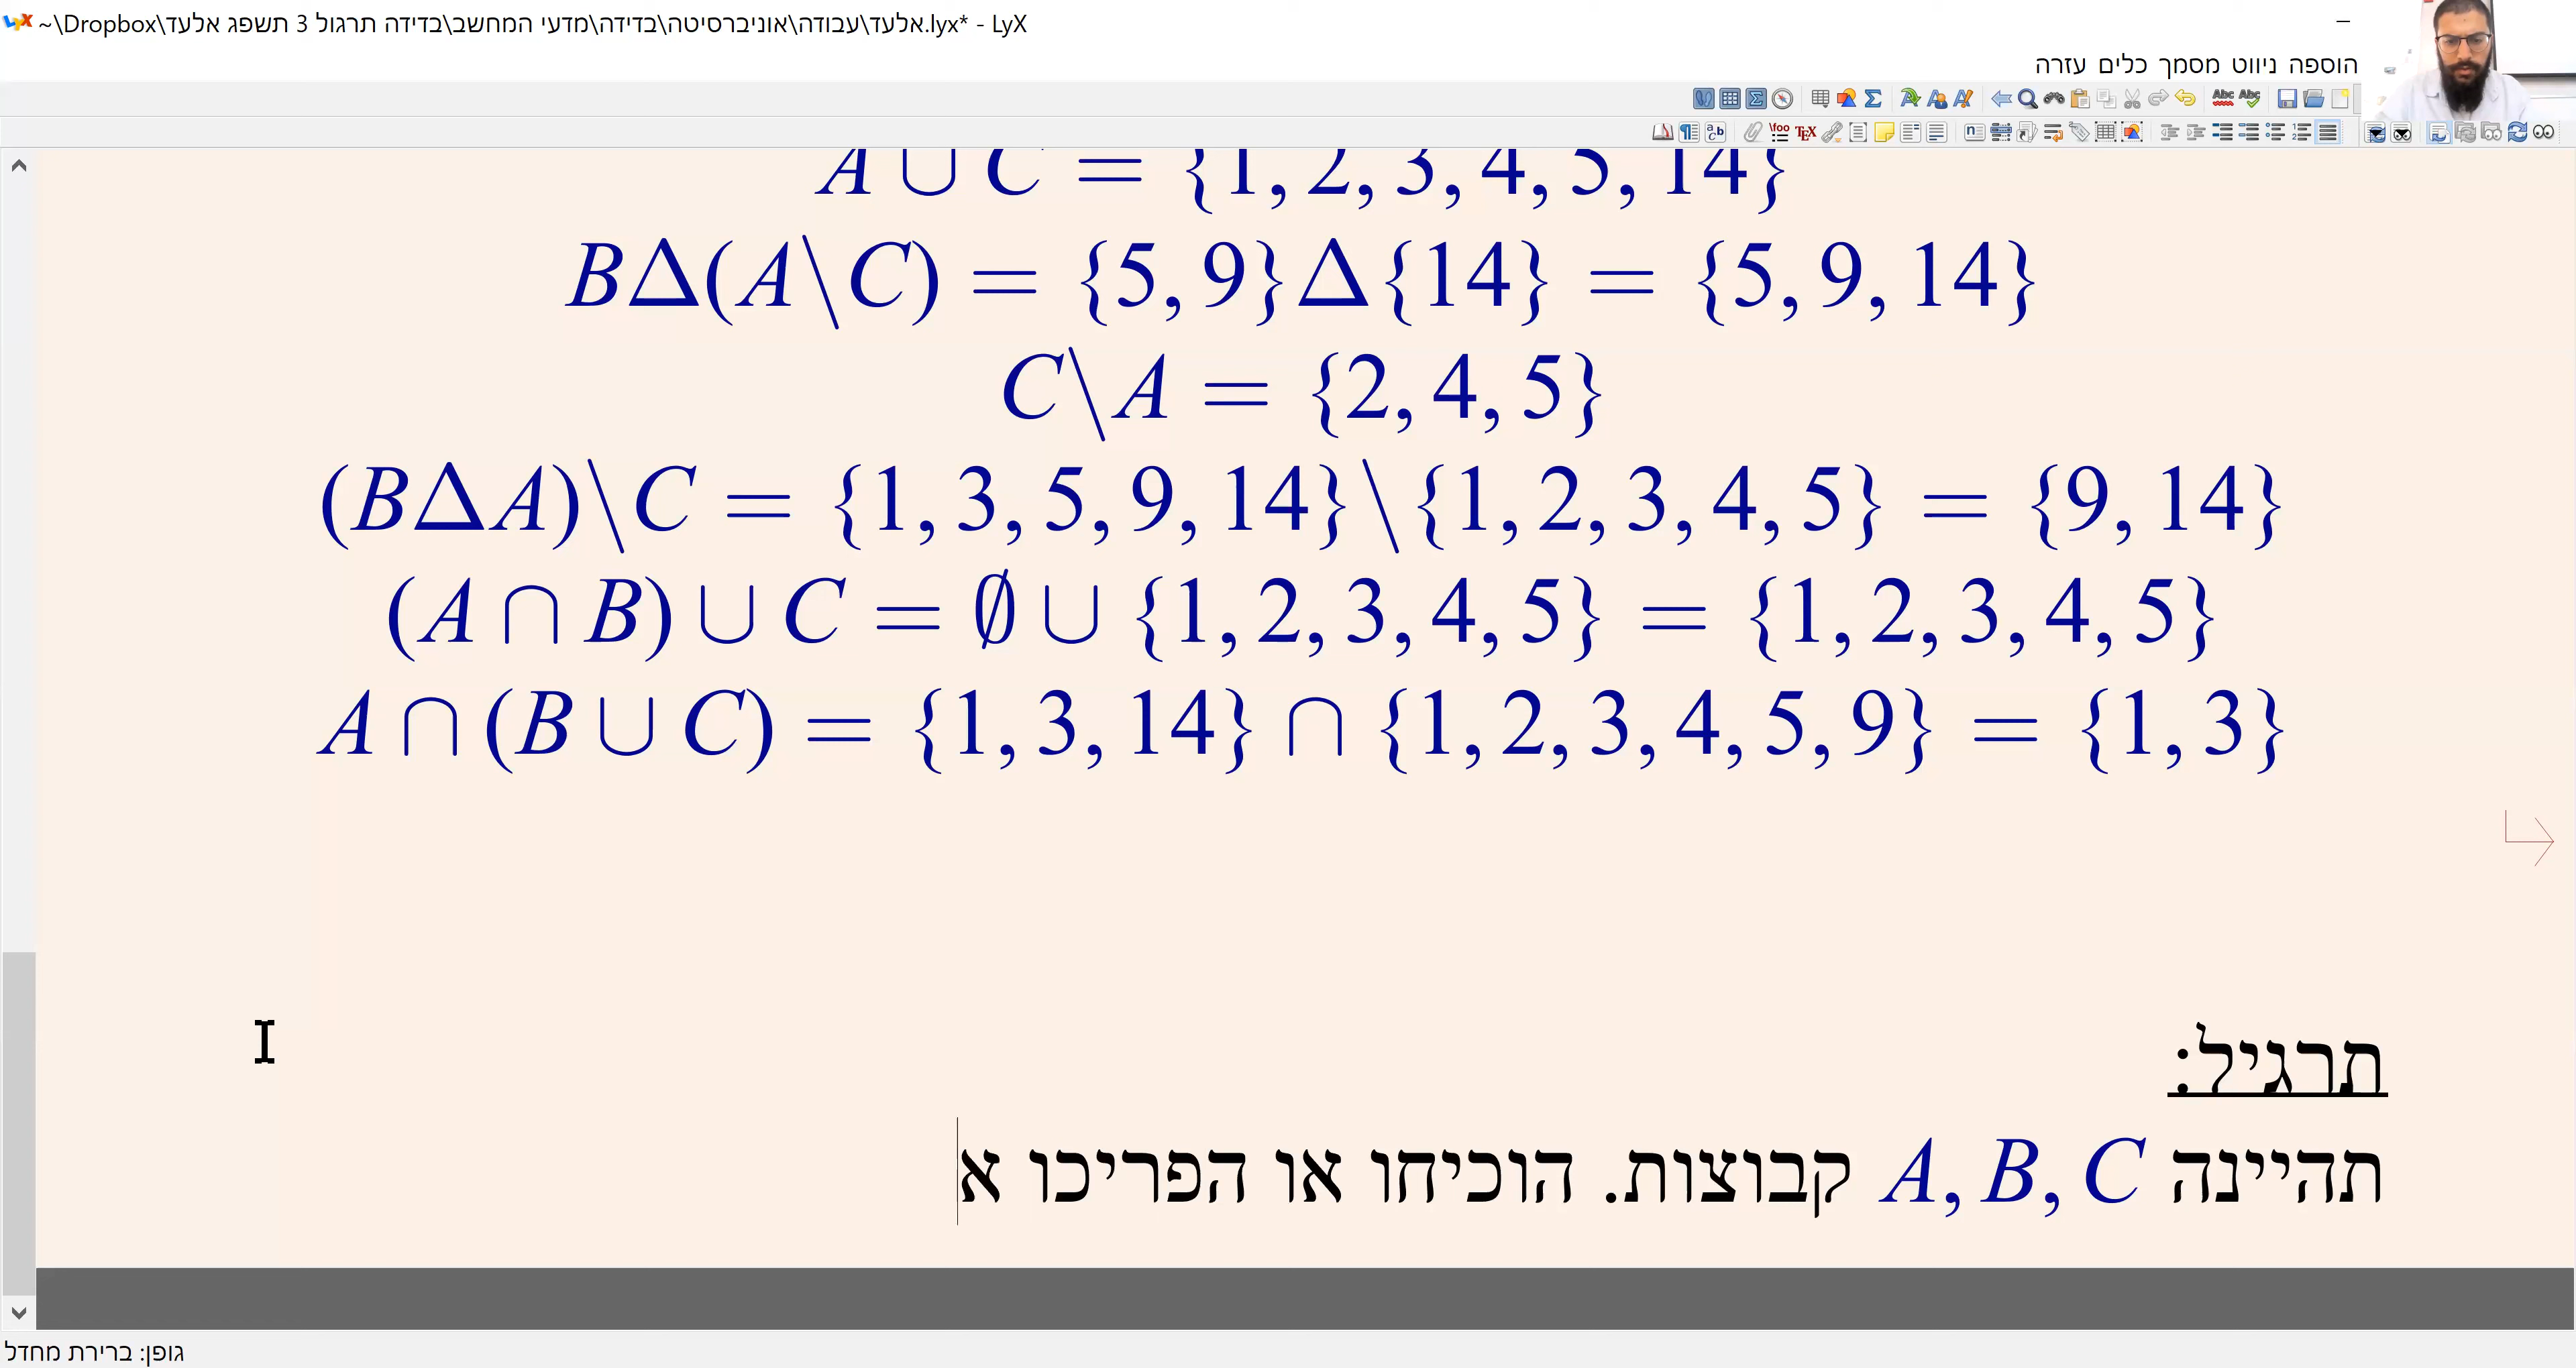 ~\Dropbox\אלעד\עבודה\אוניברסיטה\בדידה\מדעי המחשב\בדידה תרגול 3 תשפג אלעד.lyx* - LyX
הוספה ניווט מסמך כלים עזרה
A ∪ C = {1, 2, 3, 4, 5, 14}
BΔ(A\C) = {5, 9}Δ{14} = {5, 9, 14}
C\A = {2, 4, 5}
(BΔA)\C = {1, 3, 5, 9, 14}\{1, 2, 3, 4, 5} = {9, 14}
(A ∩ B) ∪ C = ∅ ∪ {1, 2, 3, 4, 5} = {1, 2, 3, 4, 5}
A ∩ (B ∪ C) = {1, 3, 14} ∩ {1, 2, 3, 4, 5, 9} = {1, 3}
תרגיל:
תהיינה A, B, C קבוצות. הוכיחו או הפריכו א
גופן: ברירת מחדל